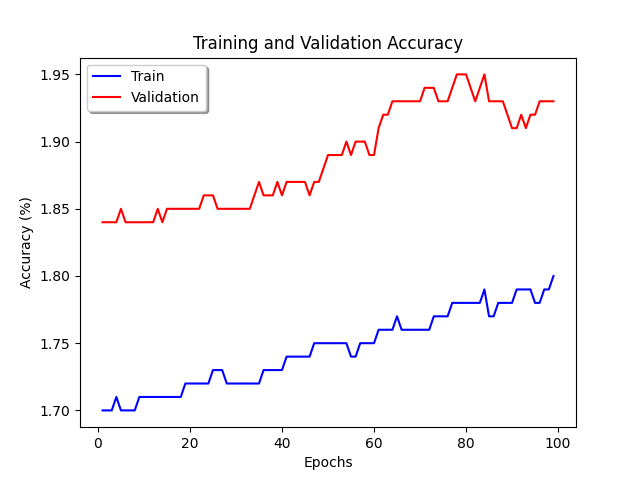 Training and Validation Accuracy
Train
Validation
Accuracy (%)
1.95
1.90
1.85
1.80
1.75
1.70
0 20 40 60 80 100
Epochs